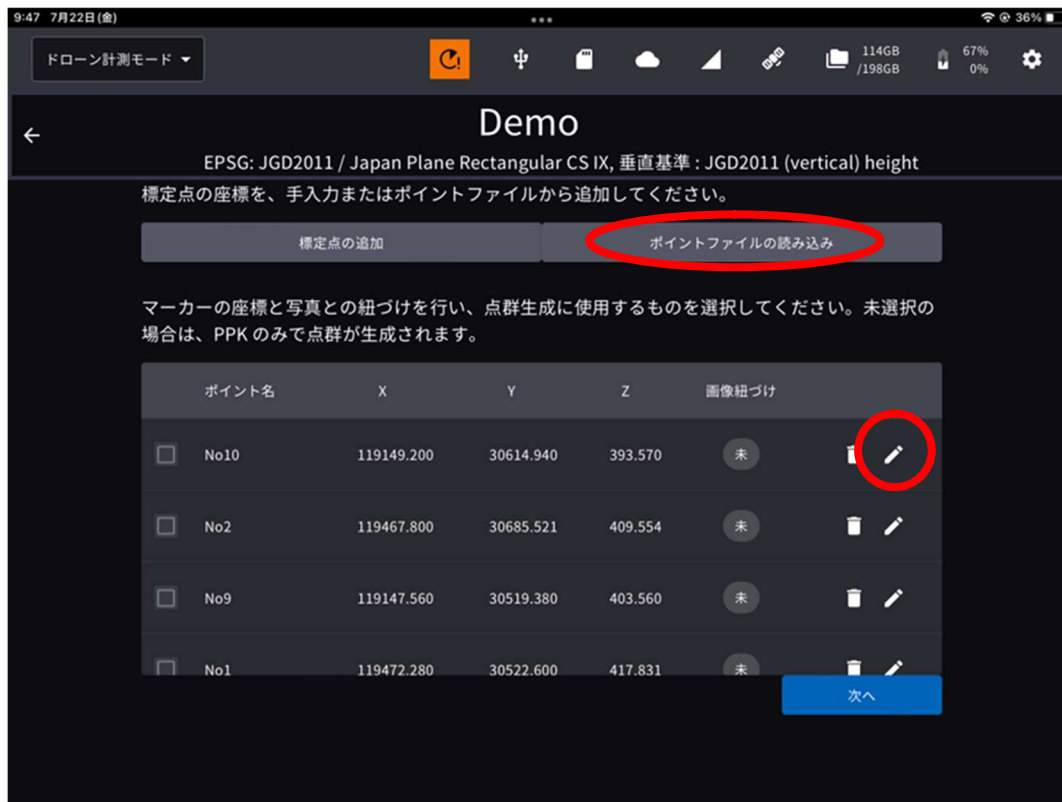 9:47 7月22日(金)
36%
ドローン計測モード
114GB
/198GB
67%
0%
Demo
EPSG: JGD2011 / Japan Plane Rectangular CS IX, 垂直基準 : JGD2011 (vertical) height
標定点の座標を、手入力またはポイントファイルから追加してください。
標定点の追加
ポイントファイルの読み込み
マーカーの座標と写真との紐づけを行い、点群生成に使用するものを選択してください。未選択の
場合は、PPK のみで点群が生成されます。
ポイント名 X Y Z 画像紐づけ
No10 119149.200 30614.940 393.570 未
No2 119467.800 30685.521 409.554 未
No9 119147.560 30519.380 403.560 未
No1 119472.280 30522.600 417.831 未
次へ